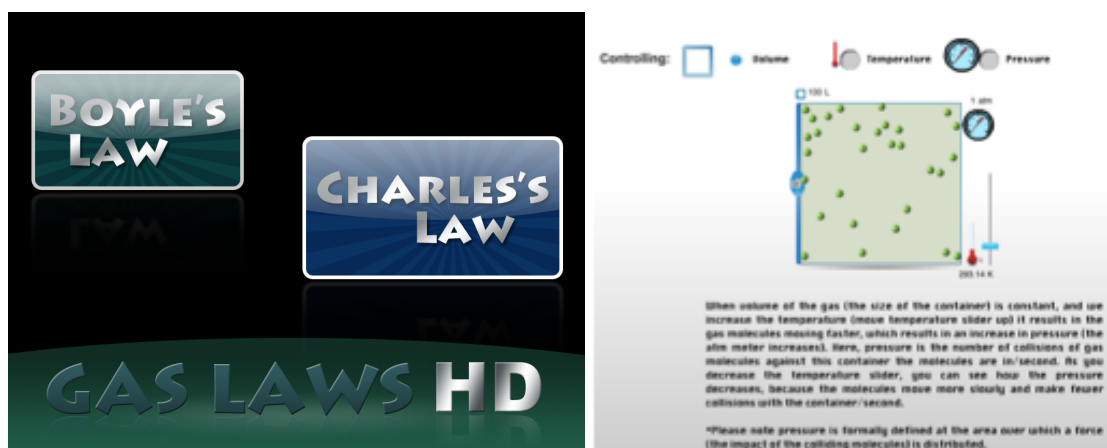 BOYLE'S
LAW
CHARLES'S
LAW
GAS LAWS HD
Controlling:
Volume
Temperature
Pressure
100 L
1 atm
293.14 K
When volume of the gas (the size of the container) is constant, and we
increase the temperature (move temperature slider up) it results in the
gas molecules moving faster, which results in an increase in pressure (the
atm meter increases). Here, pressure is the number of collisions of gas
molecules against this container the molecules are in/second. As you
decrease the temperature slider, you can see how the pressure
decreases, because the molecules move more slowly and make fewer
collisions with the container/second.
*Please note pressure is formally defined at the area over which a force
(the impact of the colliding molecules) is distributed.